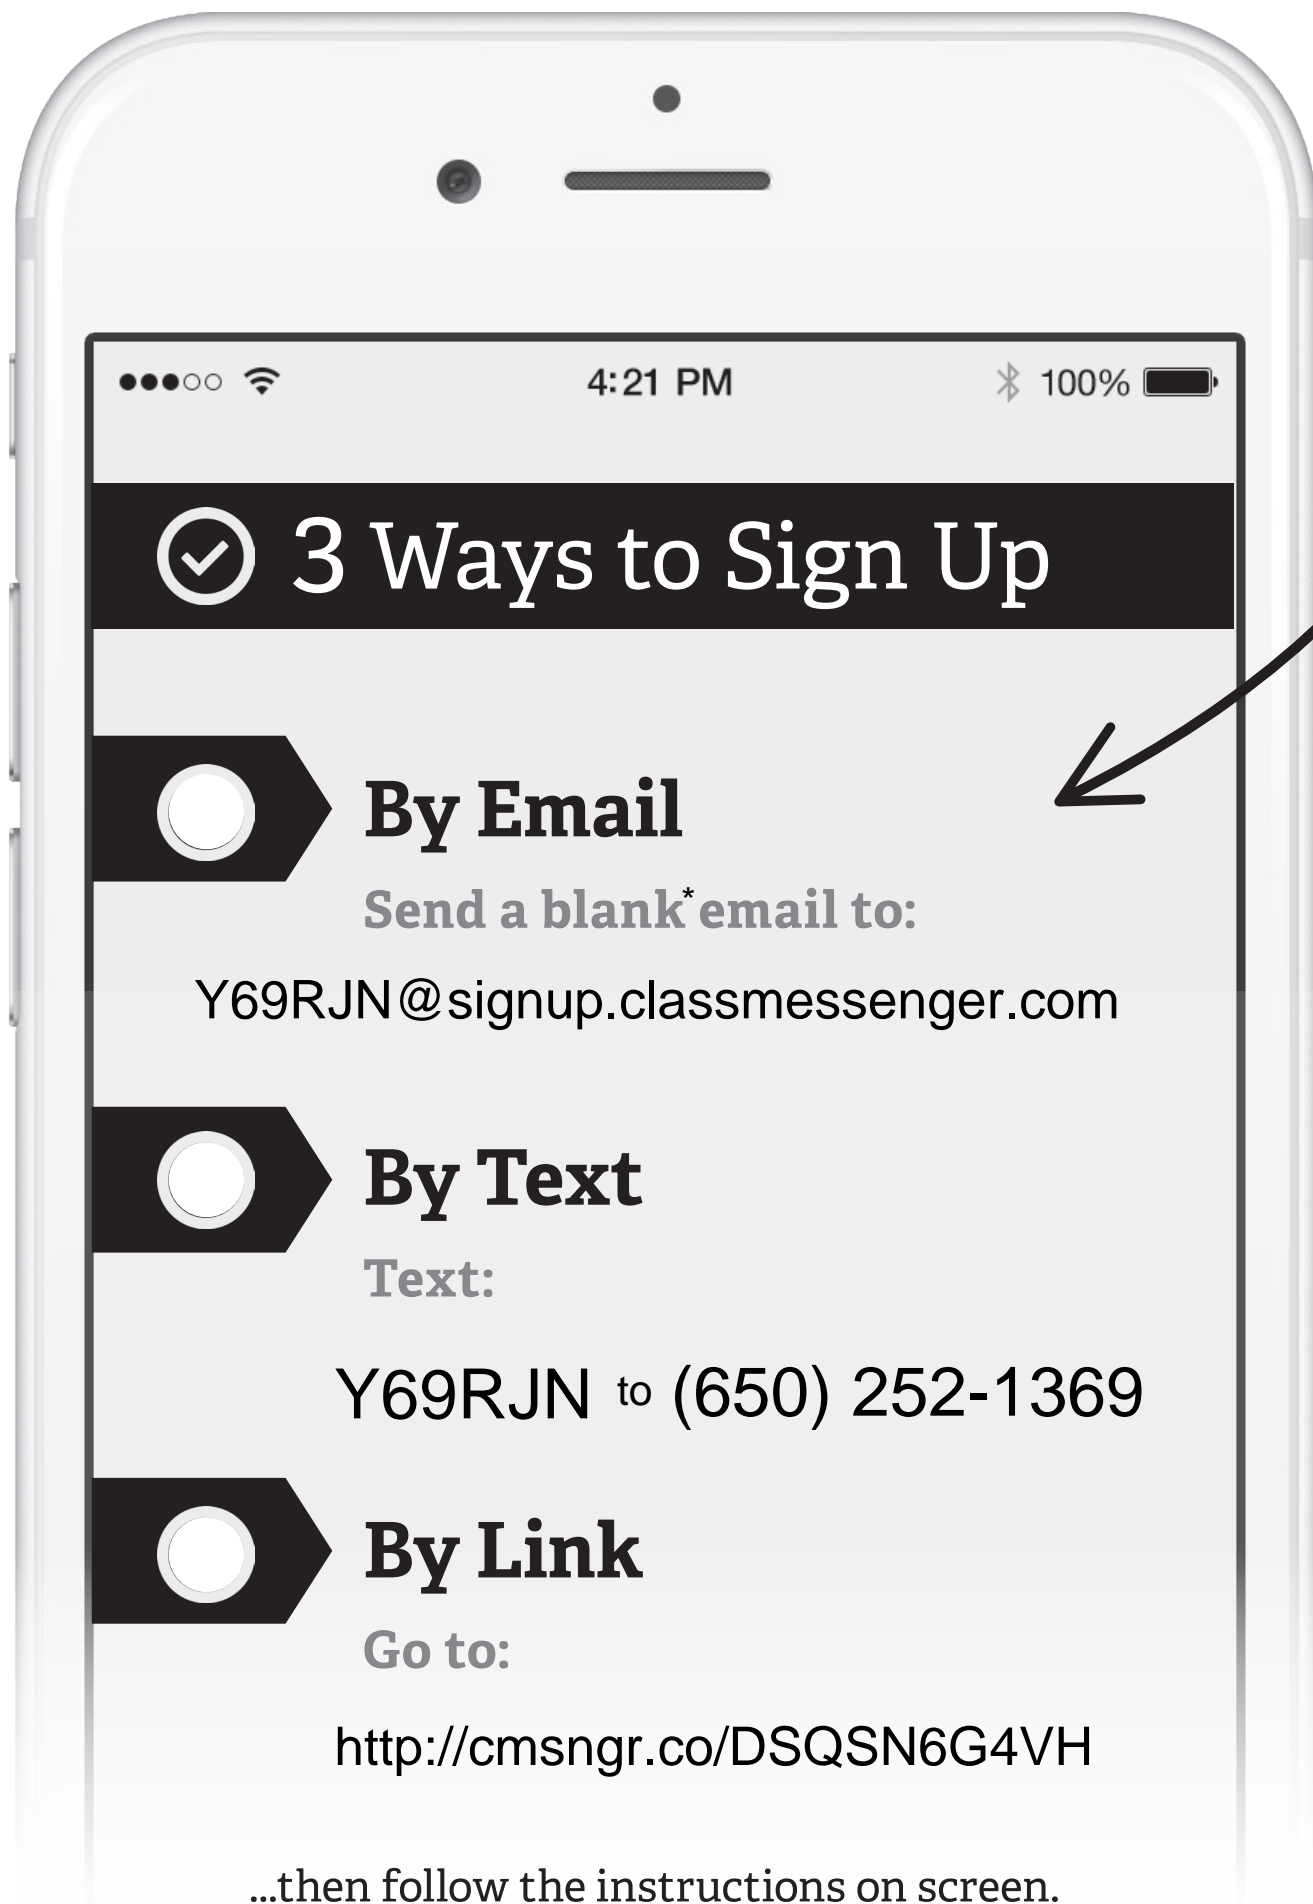 4:21 PM 100%
3 Ways to Sign Up
By Email
Send a blank* email to:
Y69RJN@signup.classmessenger.com
By Text
Text:
Y69RJN to (650) 252-1369
By Link
Go to:
http://cmsngr.co/DSQSN6G4VH
...then follow the instructions on screen.